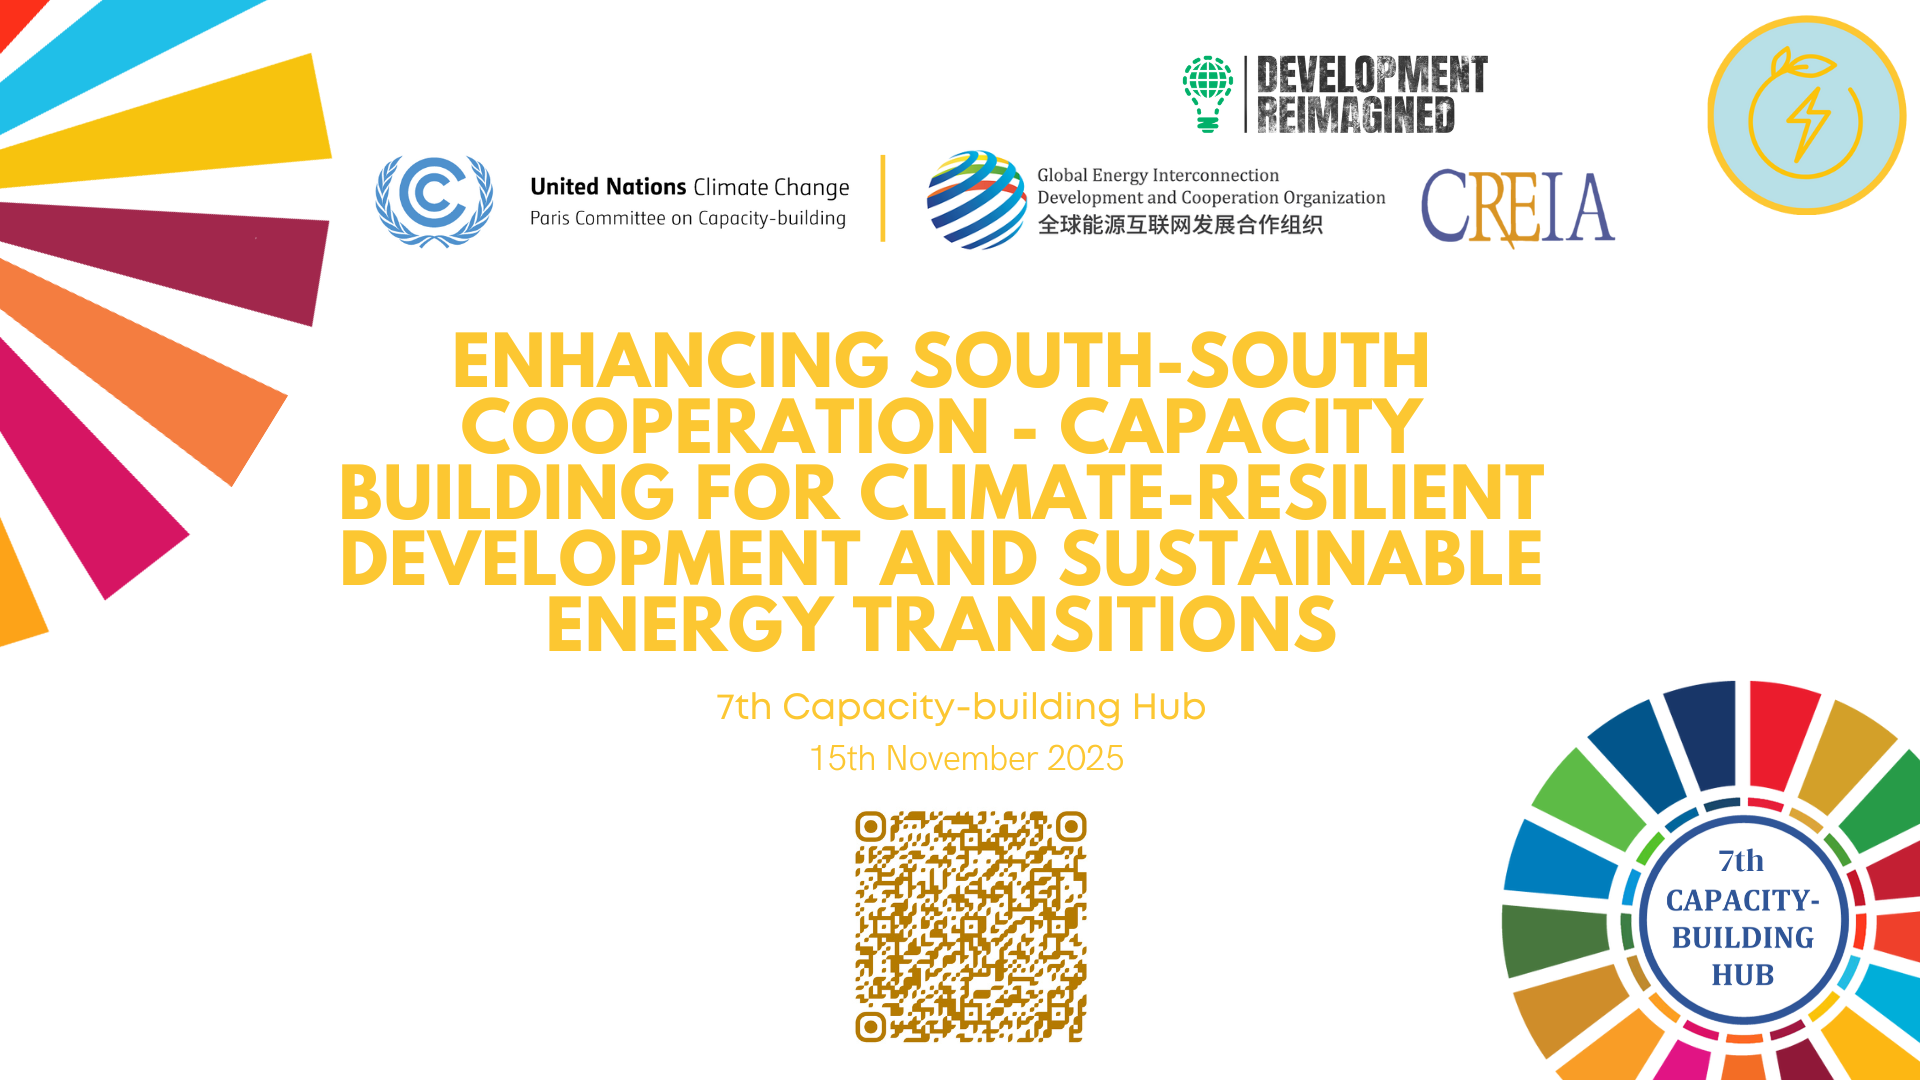 DEVELOPMENT
REIMAGINED
United Nations Climate Change
Paris Committee on Capacity-building
Global Energy Interconnection
Development and Cooperation Organization
全球能源互联网发展合作组织
CREIA
ENHANCING SOUTH-SOUTH
COOPERATION - CAPACITY
BUILDING FOR CLIMATE-RESILIENT
DEVELOPMENT AND SUSTAINABLE
ENERGY TRANSITIONS
7th Capacity-building Hub
15th November 2025
7th
CAPACITY-
BUILDING
HUB